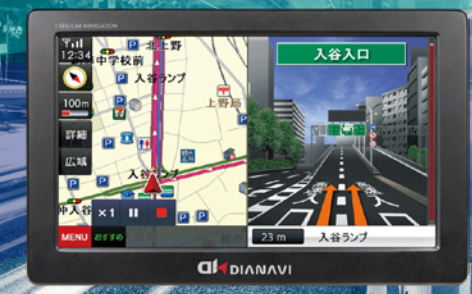 1 SEG CAR NAVIGATION
12:34
北上野
中学校前
入谷ランプ
上野局
100m
詳細
広域
入谷ランプ
中入谷
×1
MENU
おすすめ
入谷入口
23 m
入谷ランプ
DIANAVI